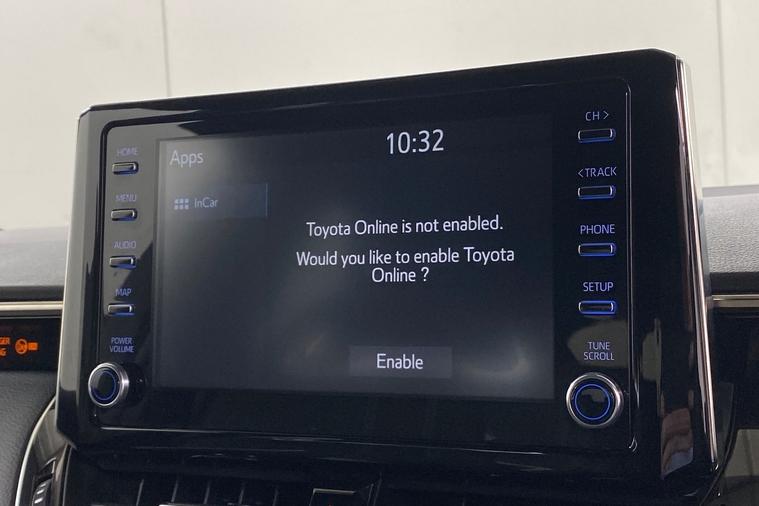 HOME
MENU
AUDIO
MAP
POWER
VOLUME
Apps
10:32
InCar
Toyota Online is not enabled.
Would you like to enable Toyota
Online ?
Enable
CH >
< TRACK
PHONE
SETUP
TUNE
SCROLL